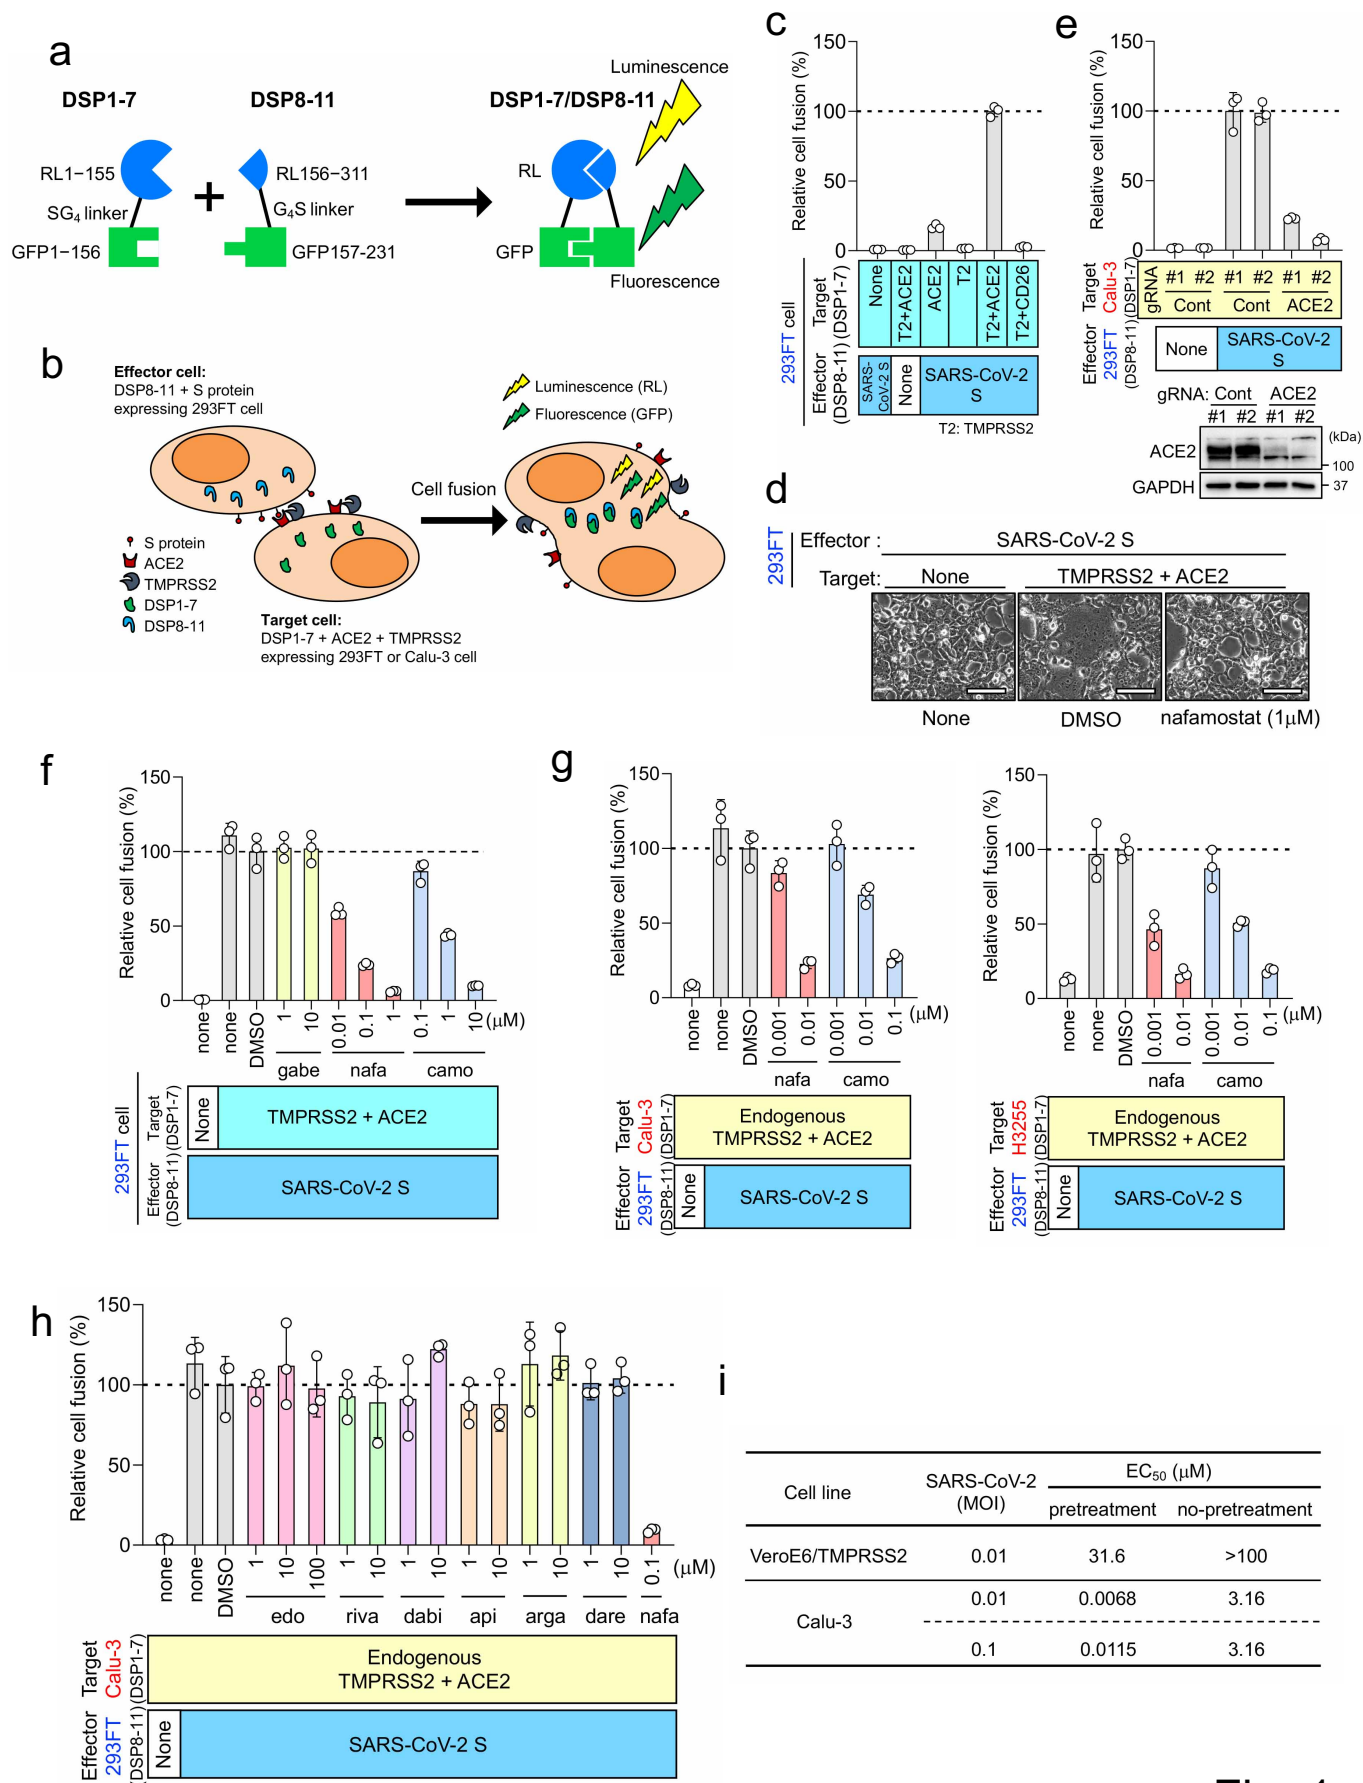 a
DSP1-7
DSP8-11
DSP1-7/DSP8-11
Luminescence
RL1−155
RL156−311
RL
SG4 linker
G4S linker
GFP1−156
GFP157-231
GFP
Fluorescence
b
Effector cell:
DSP8-11 + S protein
expressing 293FT cell
Luminescence (RL)
Fluorescence (GFP)
Cell fusion
S protein
ACE2
TMPRSS2
DSP1-7
DSP8-11
Target cell:
DSP1-7 + ACE2 + TMPRSS2
expressing 293FT or Calu-3 cell
c
Relative cell fusion (%)
150
100
50
0
293FT cell
Target
(DSP1-7)
None
T2+ACE2
ACE2
T2
T2+ACE2
T2+CD26
Effector
(DSP8-11)
SARS-
CoV-2 S
None
SARS-CoV-2
S
T2: TMPRSS2
e
Relative cell fusion (%)
150
100
50
0
Target
Calu-3
(DSP1-7)
gRNA
#1 #2 #1 #2 #1 #2
Cont Cont ACE2
Effector
293FT
(DSP8-11)
None
SARS-CoV-2
S
gRNA: Cont ACE2
#1 #2 #1 #2
(kDa)
ACE2
100
GAPDH
37
d
293FT
Effector : SARS-CoV-2 S
Target: None TMPRSS2 + ACE2
None DMSO nafamostat (1μM)
f
Relative cell fusion (%)
150
100
50
0
none none DMSO 1 10 0.01 0.1 1 0.1 1 10 (μM)
gabe nafa camo
293FT cell
Target
(DSP1-7)
None
TMPRSS2 + ACE2
Effector
(DSP8-11)
SARS-CoV-2 S
g
Relative cell fusion (%)
150
100
50
0
none none DMSO 0.001 0.01 0.001 0.01 0.1 (μM)
nafa camo
Target
Calu-3
(DSP1-7)
Endogenous
TMPRSS2 + ACE2
Effector
293FT
(DSP8-11)
None
SARS-CoV-2 S
Relative cell fusion (%)
150
100
50
0
none none DMSO 0.001 0.01 0.001 0.01 0.1 (μM)
nafa camo
Target
H3255
(DSP1-7)
Endogenous
TMPRSS2 + ACE2
Effector
293FT
(DSP8-11)
None
SARS-CoV-2 S
h
Relative cell fusion (%)
150
100
50
0
none none DMSO 1 10 100 1 10 1 10 1 10 1 10 1 10 0.1 (μM)
edo riva dabi api arga dare nafa
Target
Calu-3
(DSP1-7)
Endogenous
TMPRSS2 + ACE2
Effector
293FT
(DSP8-11)
None
SARS-CoV-2 S
i
Cell line SARS-CoV-2 (MOI) EC50 (μM)
pretreatment no-pretreatment
VeroE6/TMPRSS2 0.01 31.6 >100
Calu-3
0.01 0.0068 3.16
0.1 0.0115 3.16